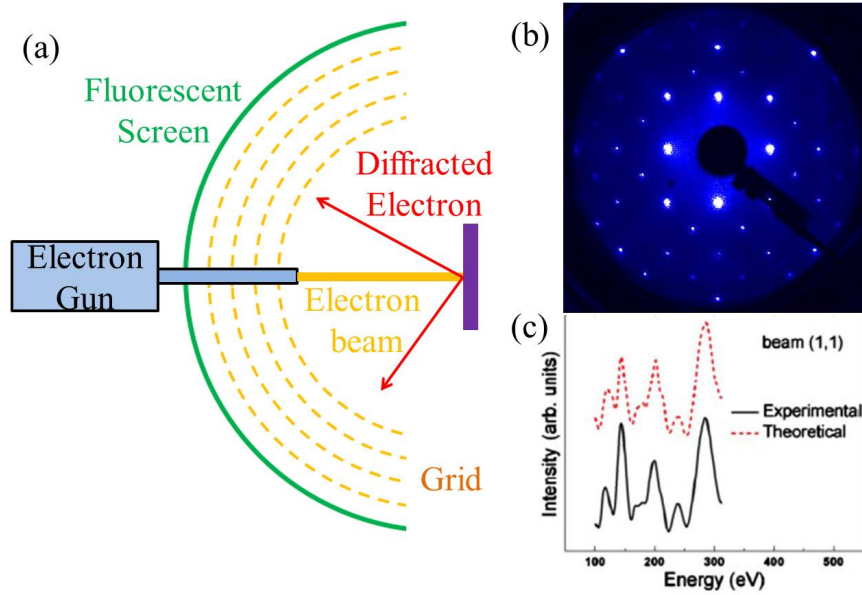 (a)
Fluorescent
Screen
Diffracted
Electron
Electron
Gun
Electron
beam
Grid
(b)
(c)
beam (1,1)
Experimental
Theoretical
Intensity (arb. units)
100 200 300 400 500
Energy (eV)